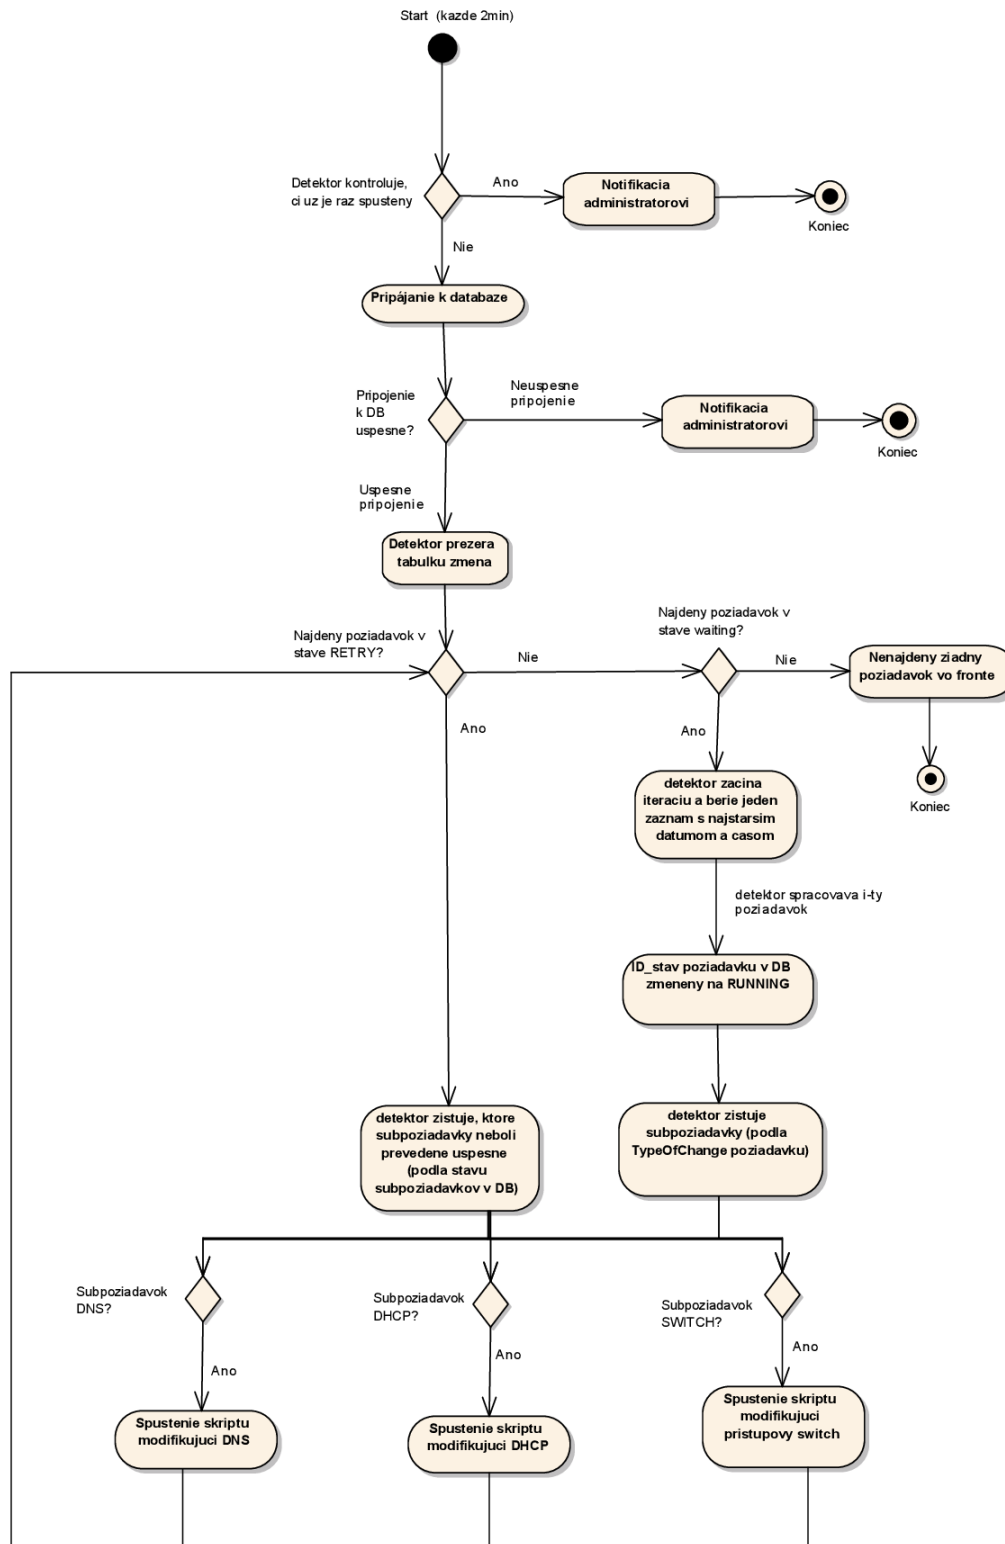 Start (kazde 2min)
Detektor kontroluje,
ci uz je raz spusteny
Ano
Notifikacia
administratorovi
Koniec
Nie
Pripájanie k databaze
Pripojenie
k DB
uspesne?
Neuspesne
pripojenie
Notifikacia
administratorovi
Koniec
Uspesne
pripojenie
Detektor prezera
tabulku zmena
Najdeny poziadavok v
stave RETRY?
Nie
Najdeny poziadavok v
stave waiting?
Nie
Nenajdeny ziadny
poziadavok vo fronte
Koniec
Ano
Ano
detektor zacina
iteraciu a berie jeden
zaznam s najstarsim
datumom a casom
detektor spracovava i-ty
poziadavok
ID_stav poziadavku v DB
zmeneny na RUNNING
detektor zistuje, ktore
subpoziadavky neboli
prevedene uspesne
(podla stavu
subpoziadavkov v DB)
detektor zistuje
subpoziadavky (podla
TypeOfChange poziadavku)
Subpoziadavok
DNS?
Subpoziadavok
DHCP?
Subpoziadavok
SWITCH?
Ano
Ano
Ano
Spustenie skriptu
modifikujuci DNS
Spustenie skriptu
modifikujuci DHCP
Spustenie skriptu
modifikujuci
pristupovy switch